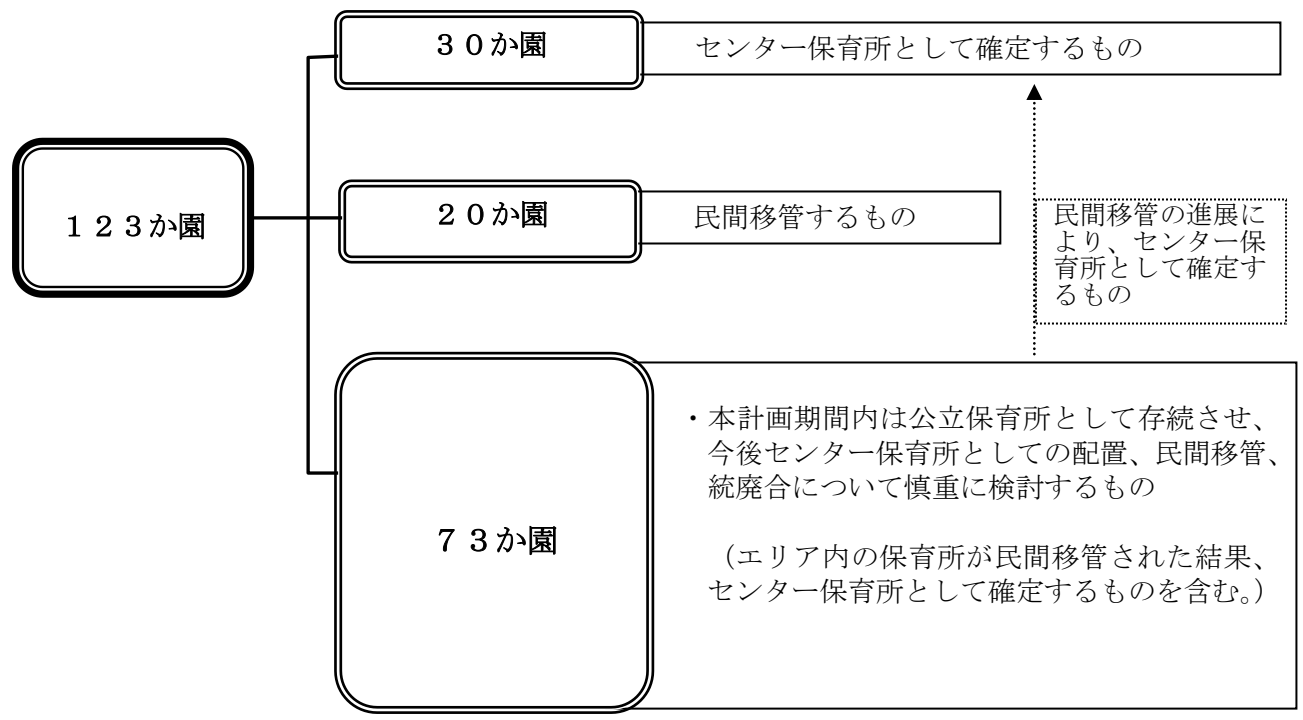 ３０か園
センター保育所として確定するもの
１２３か園
２０か園
民間移管するもの
民間移管の進展に
より、センター保
育所として確定す
るもの
７３か園
・本計画期間内は公立保育所として存続させ、
今後センター保育所としての配置、民間移管、
統廃合について慎重に検討するもの
（エリア内の保育所が民間移管された結果、
センター保育所として確定するものを含む。）